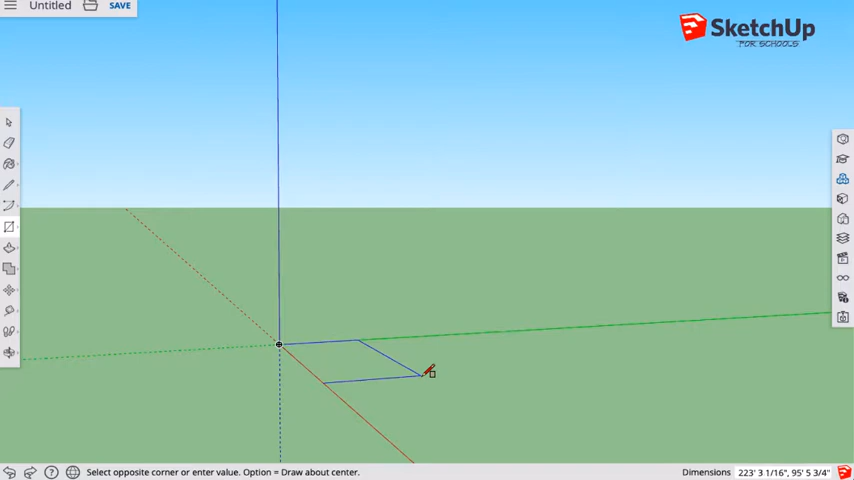 Untitled
SAVE
SketchUp
FOR SCHOOLS
Select opposite corner or enter value. Option = Draw about center.
Dimensions
223' 3 1/16", 95' 5 3/4"